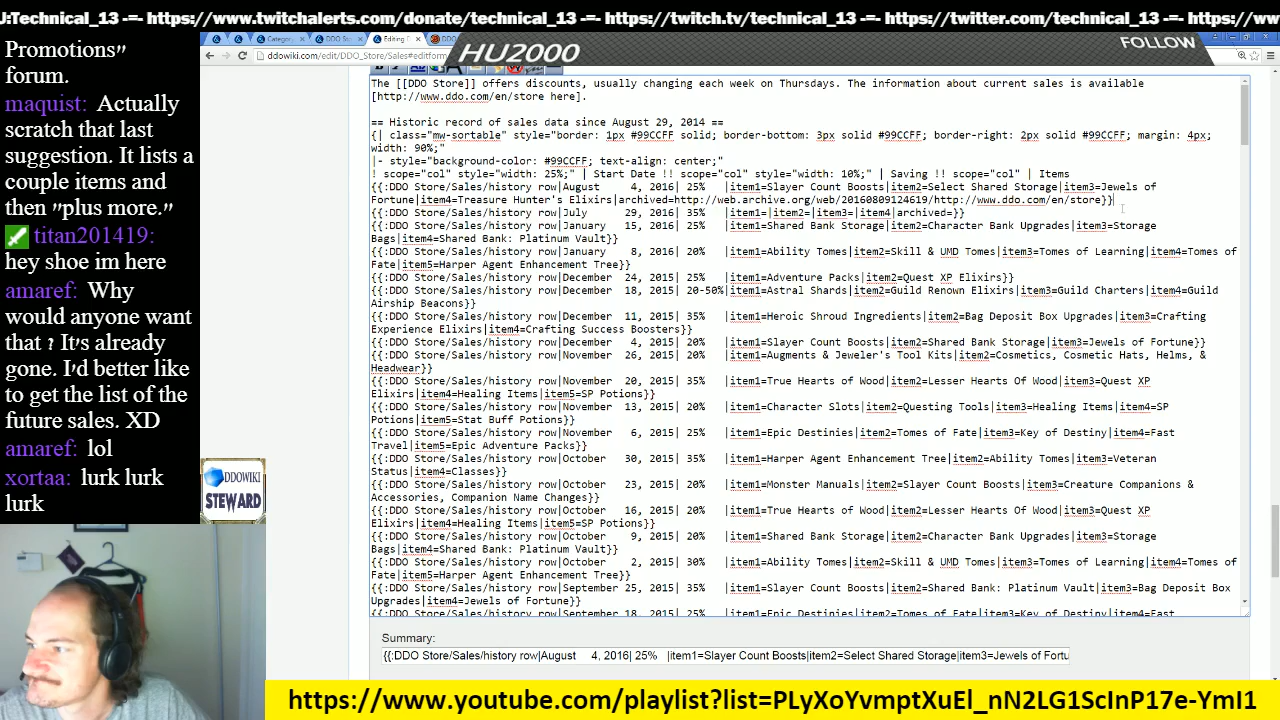 U:Technical_13 -=- https://www.twitchalerts.com/donate/technical_13 -=- https://twitch.tv/technical_13 -=- https://twitter.com/technical_13 -=- https://ww
Promotions"
forum.
maquist: Actually
scratch that last
suggestion. It lists a
couple items and
then "plus more."
titan201419:
hey shoe im here
amaref: Why
would anyone want
that ? It's already
gone. I'd better like
to get the list of the
future sales. XD
amaref: lol
xortaa: lurk lurk
lurk
DDOWIKI
STEWARD
HU2000
FOLLOW
ddowiki.com/edit/DDO_Store/Sales#editform
The [[DDO Store]] offers discounts, usually changing each week on Thursdays. The information about current sales is available
[http://www.ddo.com/en/store here].
== Historic record of sales data since August 29, 2014 ==
{| class="mw-sortable" style="border: 1px #99CCFF solid; border-bottom: 3px solid #99CCFF; border-right: 2px solid #99CCFF; margin: 4px;
width: 90%;"
|- style="background-color: #99CCFF; text-align: center;"
! scope="col" style="width: 25%;" | Start Date !! scope="col" style="width: 10%;" | Saving !! scope="col" | Items
{{:DDO Store/Sales/history row|August 4, 2016| 25% |item1=Slayer Count Boosts|item2=Select Shared Storage|item3=Jewels of
Fortune|item4=Treasure Hunter's Elixirs|archived=http://web.archive.org/web/20160809124619/http://www.ddo.com/en/store}}
{{:DDO Store/Sales/history row|July 29, 2016| 35% |item1=|item2=|item3=|item4|archived=}}
{{:DDO Store/Sales/history row|January 15, 2016| 25% |item1=Shared Bank Storage|item2=Character Bank Upgrades|item3=Storage
Bags|item4=Shared Bank: Platinum Vault}}
{{:DDO Store/Sales/history row|January 8, 2016| 20% |item1=Ability Tomes|item2=Skill & UMD Tomes|item3=Tomes of Learning|item4=Tomes of
Fate|item5=Harper Agent Enhancement Tree}}
{{:DDO Store/Sales/history row|December 24, 2015| 25% |item1=Adventure Packs|item2=Quest XP Elixirs}}
{{:DDO Store/Sales/history row|December 18, 2015| 20-50%|item1=Astral Shards|item2=Guild Renown Elixirs|item3=Guild Charters|item4=Guild
Airship Beacons}}
{{:DDO Store/Sales/history row|December 11, 2015| 35% |item1=Heroic Shroud Ingredients|item2=Bag Deposit Box Upgrades|item3=Crafting
Experience Elixirs|item4=Crafting Success Boosters}}
{{:DDO Store/Sales/history row|December 4, 2015| 20% |item1=Slayer Count Boosts|item2=Shared Bank Storage|item3=Jewels of Fortune}}
{{:DDO Store/Sales/history row|November 26, 2015| 20% |item1=Augments & Jeweler's Tool Kits|item2=Cosmetics, Cosmetic Hats, Helms, &
Headwear}}
{{:DDO Store/Sales/history row|November 20, 2015| 35% |item1=True Hearts of Wood|item2=Lesser Hearts Of Wood|item3=Quest XP
Elixirs|item4=Healing Items|item5=SP Potions}}
{{:DDO Store/Sales/history row|November 13, 2015| 20% |item1=Character Slots|item2=Questing Tools|item3=Healing Items|item4=SP
Potions|item5=Stat Buff Potions}}
{{:DDO Store/Sales/history row|November 6, 2015| 25% |item1=Epic Destinies|item2=Tomes of Fate|item3=Key of Destiny|item4=Fast
Travel|item5=Epic Adventure Packs}}
{{:DDO Store/Sales/history row|October 30, 2015| 35% |item1=Harper Agent Enhancement Tree|item2=Ability Tomes|item3=Veteran
Status|item4=Classes}}
{{:DDO Store/Sales/history row|October 23, 2015| 25% |item1=Monster Manuals|item2=Slayer Count Boosts|item3=Creature Companions &
Accessories, Companion Name Changes}}
{{:DDO Store/Sales/history row|October 16, 2015| 20% |item1=True Hearts of Wood|item2=Lesser Hearts Of Wood|item3=Quest XP
Elixirs|item4=Healing Items|item5=SP Potions}}
{{:DDO Store/Sales/history row|October 9, 2015| 20% |item1=Shared Bank Storage|item2=Character Bank Upgrades|item3=Storage
Bags|item4=Shared Bank: Platinum Vault}}
{{:DDO Store/Sales/history row|October 2, 2015| 30% |item1=Ability Tomes|item2=Skill & UMD Tomes|item3=Tomes of Learning|item4=Tomes of
Fate|item5=Harper Agent Enhancement Tree}}
{{:DDO Store/Sales/history row|September 25, 2015| 35% |item1=Slayer Count Boosts|item2=Shared Bank: Platinum Vault|item3=Bag Deposit Box
Upgrades|item4=Jewels of Fortune}}
{{:DDO Store/Sales/history row|September 18, 2015| 25% |item1=Epic Destinies|item2=Tomes of Fate|item3=Key of Destiny|item4=Fast
Summary:
{{:DDO Store/Sales/history row|August 4, 2016| 25% |item1=Slayer Count Boosts|item2=Select Shared Storage|item3=Jewels of Fortu
https://www.youtube.com/playlist?list=PLyXoYvmptXuEl_nN2LG1ScInP17e-YmI1